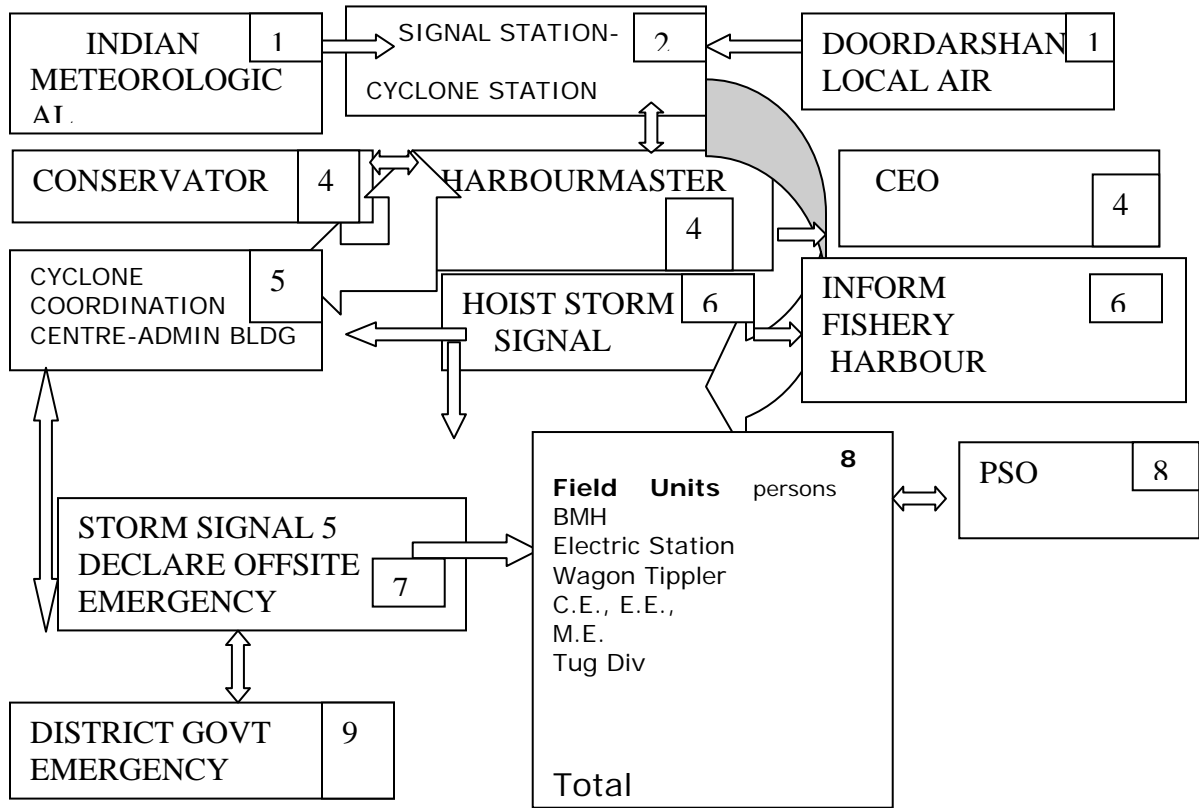 INDIAN
METEOROLOGIC
AL
1
SIGNAL STATION-
CYCLONE STATION
2
DOORDARSHAN
LOCAL AIR
1
CONSERVATOR
4
HARBOURMASTER
4
CEO
4
CYCLONE
COORDINATION
CENTRE-ADMIN BLDG
5
HOIST STORM
SIGNAL
6
INFORM
FISHERY
HARBOUR
6
8
Field Units persons
BMH
Electric Station
Wagon Tippler
C.E., E.E.,
M.E.
Tug Div
Total
PSO
8
STORM SIGNAL 5
DECLARE OFFSITE
EMERGENCY
7
DISTRICT GOVT
EMERGENCY
9